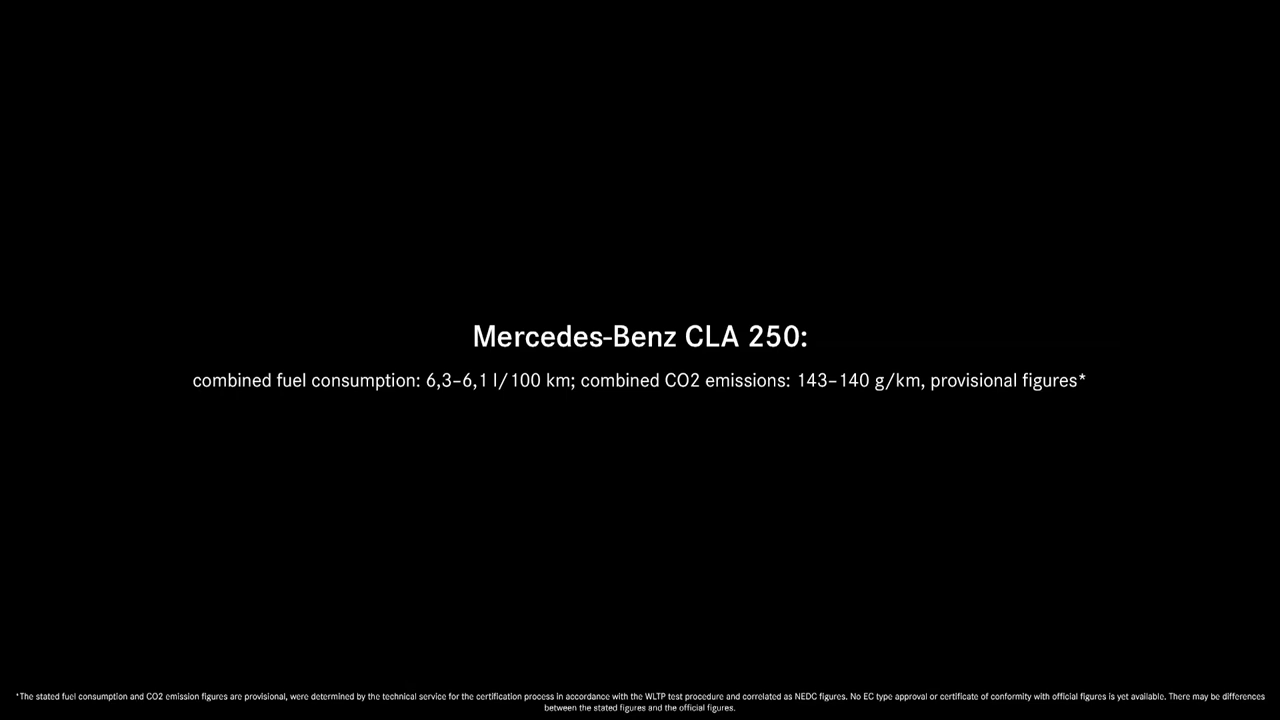 Mercedes-Benz CLA 250:
combined fuel consumption: 6,3–6,1 l/100 km; combined CO2 emissions: 143–140 g/km, provisional figures*
*The stated fuel consumption and CO2 emission figures are provisional, were determined by the technical service for the certification process in accordance with the WLTP test procedure and correlated as NEDC figures. No EC type approval or certificate of conformity with official figures is yet available. There may be differences
between the stated figures and the official figures.